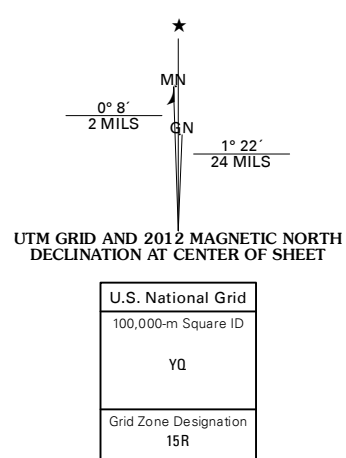 ★
MN
0° 8´
2 MILS
GN
1° 22´
24 MILS
UTM GRID AND 2012 MAGNETIC NORTH
DECLINATION AT CENTER OF SHEET
U.S. National Grid
100,000-m Square ID
YQ
Grid Zone Designation
15R